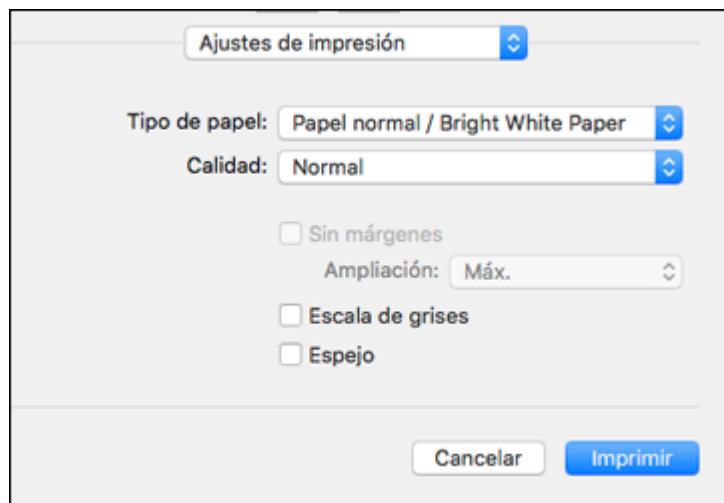 Ajustes de impresión
Tipo de papel: Papel normal / Bright White Paper
Calidad: Normal
Sin márgenes
Ampliación: Máx.
Escala de grises
Espejo
Cancelar Imprimir